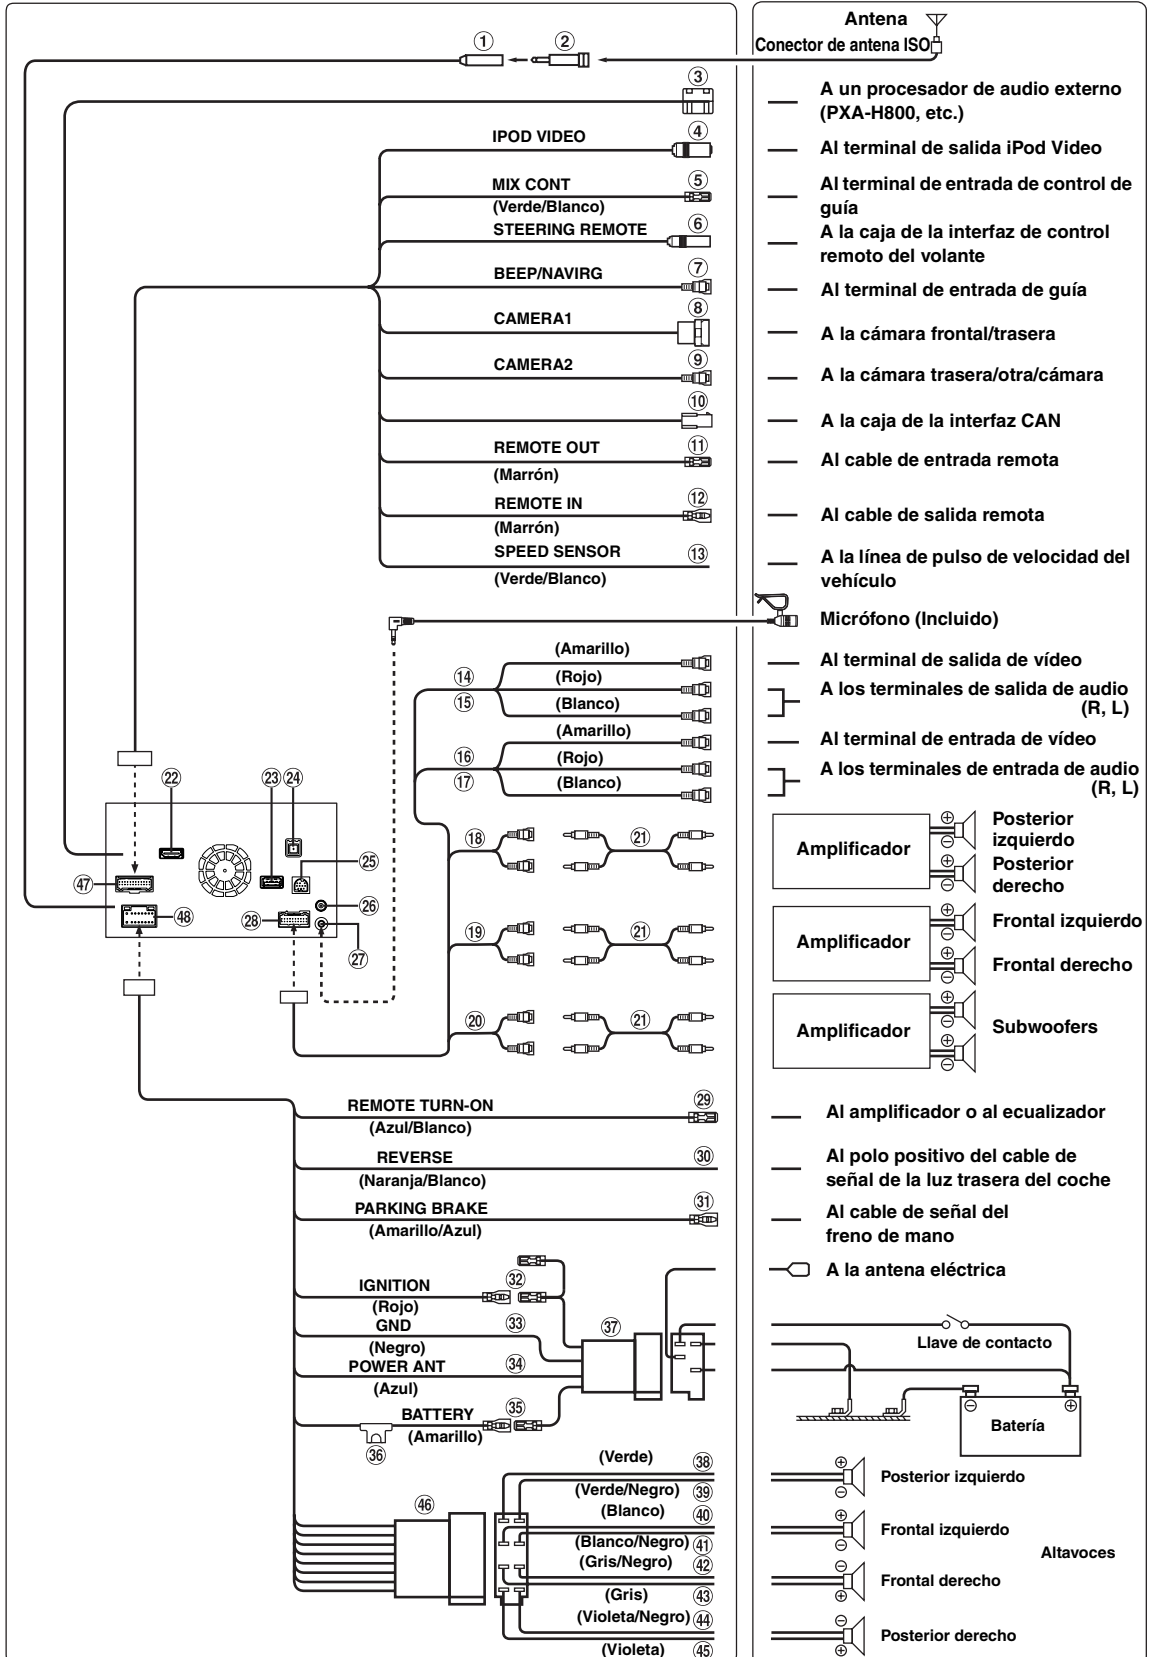 Antena
Conector de antena ISO
① ②
③
A un procesador de audio externo
(PXA-H800, etc.)
IPOD VIDEO ④
Al terminal de salida iPod Video
MIX CONT ⑤
(Verde/Blanco)
Al terminal de entrada de control de
guía
STEERING REMOTE ⑥
A la caja de la interfaz de control
remoto del volante
BEEP/NAVIRG ⑦
Al terminal de entrada de guía
CAMERA1 ⑧
A la cámara frontal/trasera
CAMERA2 ⑨
A la cámara trasera/otra/cámara
⑩
A la caja de la interfaz CAN
REMOTE OUT ⑪
(Marrón)
Al cable de entrada remota
REMOTE IN ⑫
(Marrón)
Al cable de salida remota
SPEED SENSOR ⑬
(Verde/Blanco)
A la línea de pulso de velocidad del
vehículo
Micrófono (Incluido)
(Amarillo)
Al terminal de salida de vídeo
⑭ (Rojo)
⑮ (Blanco)
A los terminales de salida de audio
(R, L)
(Amarillo)
Al terminal de entrada de vídeo
⑯ (Rojo)
⑰ (Blanco)
A los terminales de entrada de audio
(R, L)
㉒ ㉓ ㉔
⑱ ㉑
Amplificador
⊕
⊖
Posterior
izquierdo
⊕
⊖
Posterior
derecho
㉕
㊼
㉖
㊽ ㉘
㉗
⑲ ㉑
Amplificador
⊕
⊖
Frontal izquierdo
⊕
⊖
Frontal derecho
⑳ ㉑
Amplificador
⊕
⊖
Subwoofers
⊕
⊖
REMOTE TURN-ON ㉙
(Azul/Blanco)
Al amplificador o al ecualizador
REVERSE ㉚
(Naranja/Blanco)
Al polo positivo del cable de
señal de la luz trasera del coche
PARKING BRAKE ㉛
(Amarillo/Azul)
Al cable de señal del
freno de mano
A la antena eléctrica
IGNITION ㉜
(Rojo)
GND ㉝
(Negro)
㊲
Llave de contacto
POWER ANT ㉞
(Azul)
BATTERY ㉟
(Amarillo)
㊱
⊖ ⊕
Batería
(Verde) ㊳
(Verde/Negro) ㊴
⊕
⊖
Posterior izquierdo
㊻
(Blanco) ㊵
(Blanco/Negro) ㊶
⊕
⊖
Frontal izquierdo
Altavoces
(Gris/Negro) ㊷
(Gris) ㊸
⊖
⊕
Frontal derecho
(Violeta/Negro) ㊹
(Violeta) ㊺
⊖
⊕
Posterior derecho